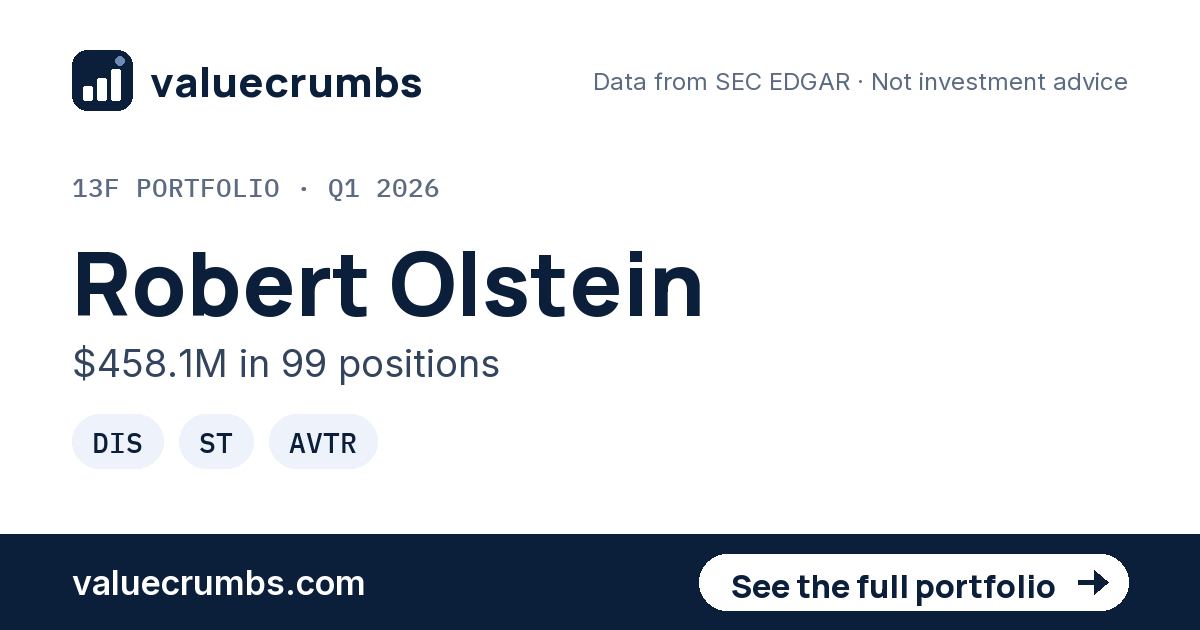 valuecrumbs
Data from SEC EDGAR · Not investment advice
13F PORTFOLIO · Q1 2026
Robert Olstein
$458.1M in 99 positions
DIS ST AVTR
valuecrumbs.com
See the full portfolio →